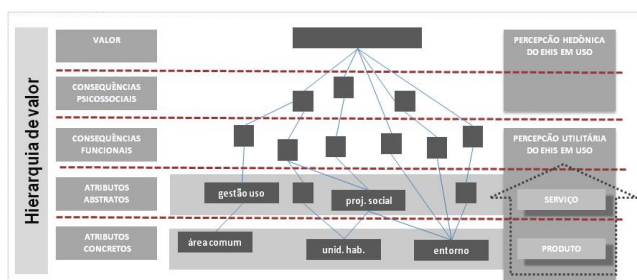 Hierarquia de valor
VALOR
PERCEPÇÃO HEDÔNICA
DO EHIS EM USO
CONSEQUÊNCIAS
PSICOSSOCIAIS
CONSEQUÊNCIAS
FUNCIONAIS
PERCEPÇÃO UTILITÁRIA
DO EHIS EM USO
ATRIBUTOS
ABSTRATOS
gestão uso
proj. social
SERVIÇO
ATRIBUTOS
CONCRETOS
área comum
unid. hab.
entorno
PRODUTO